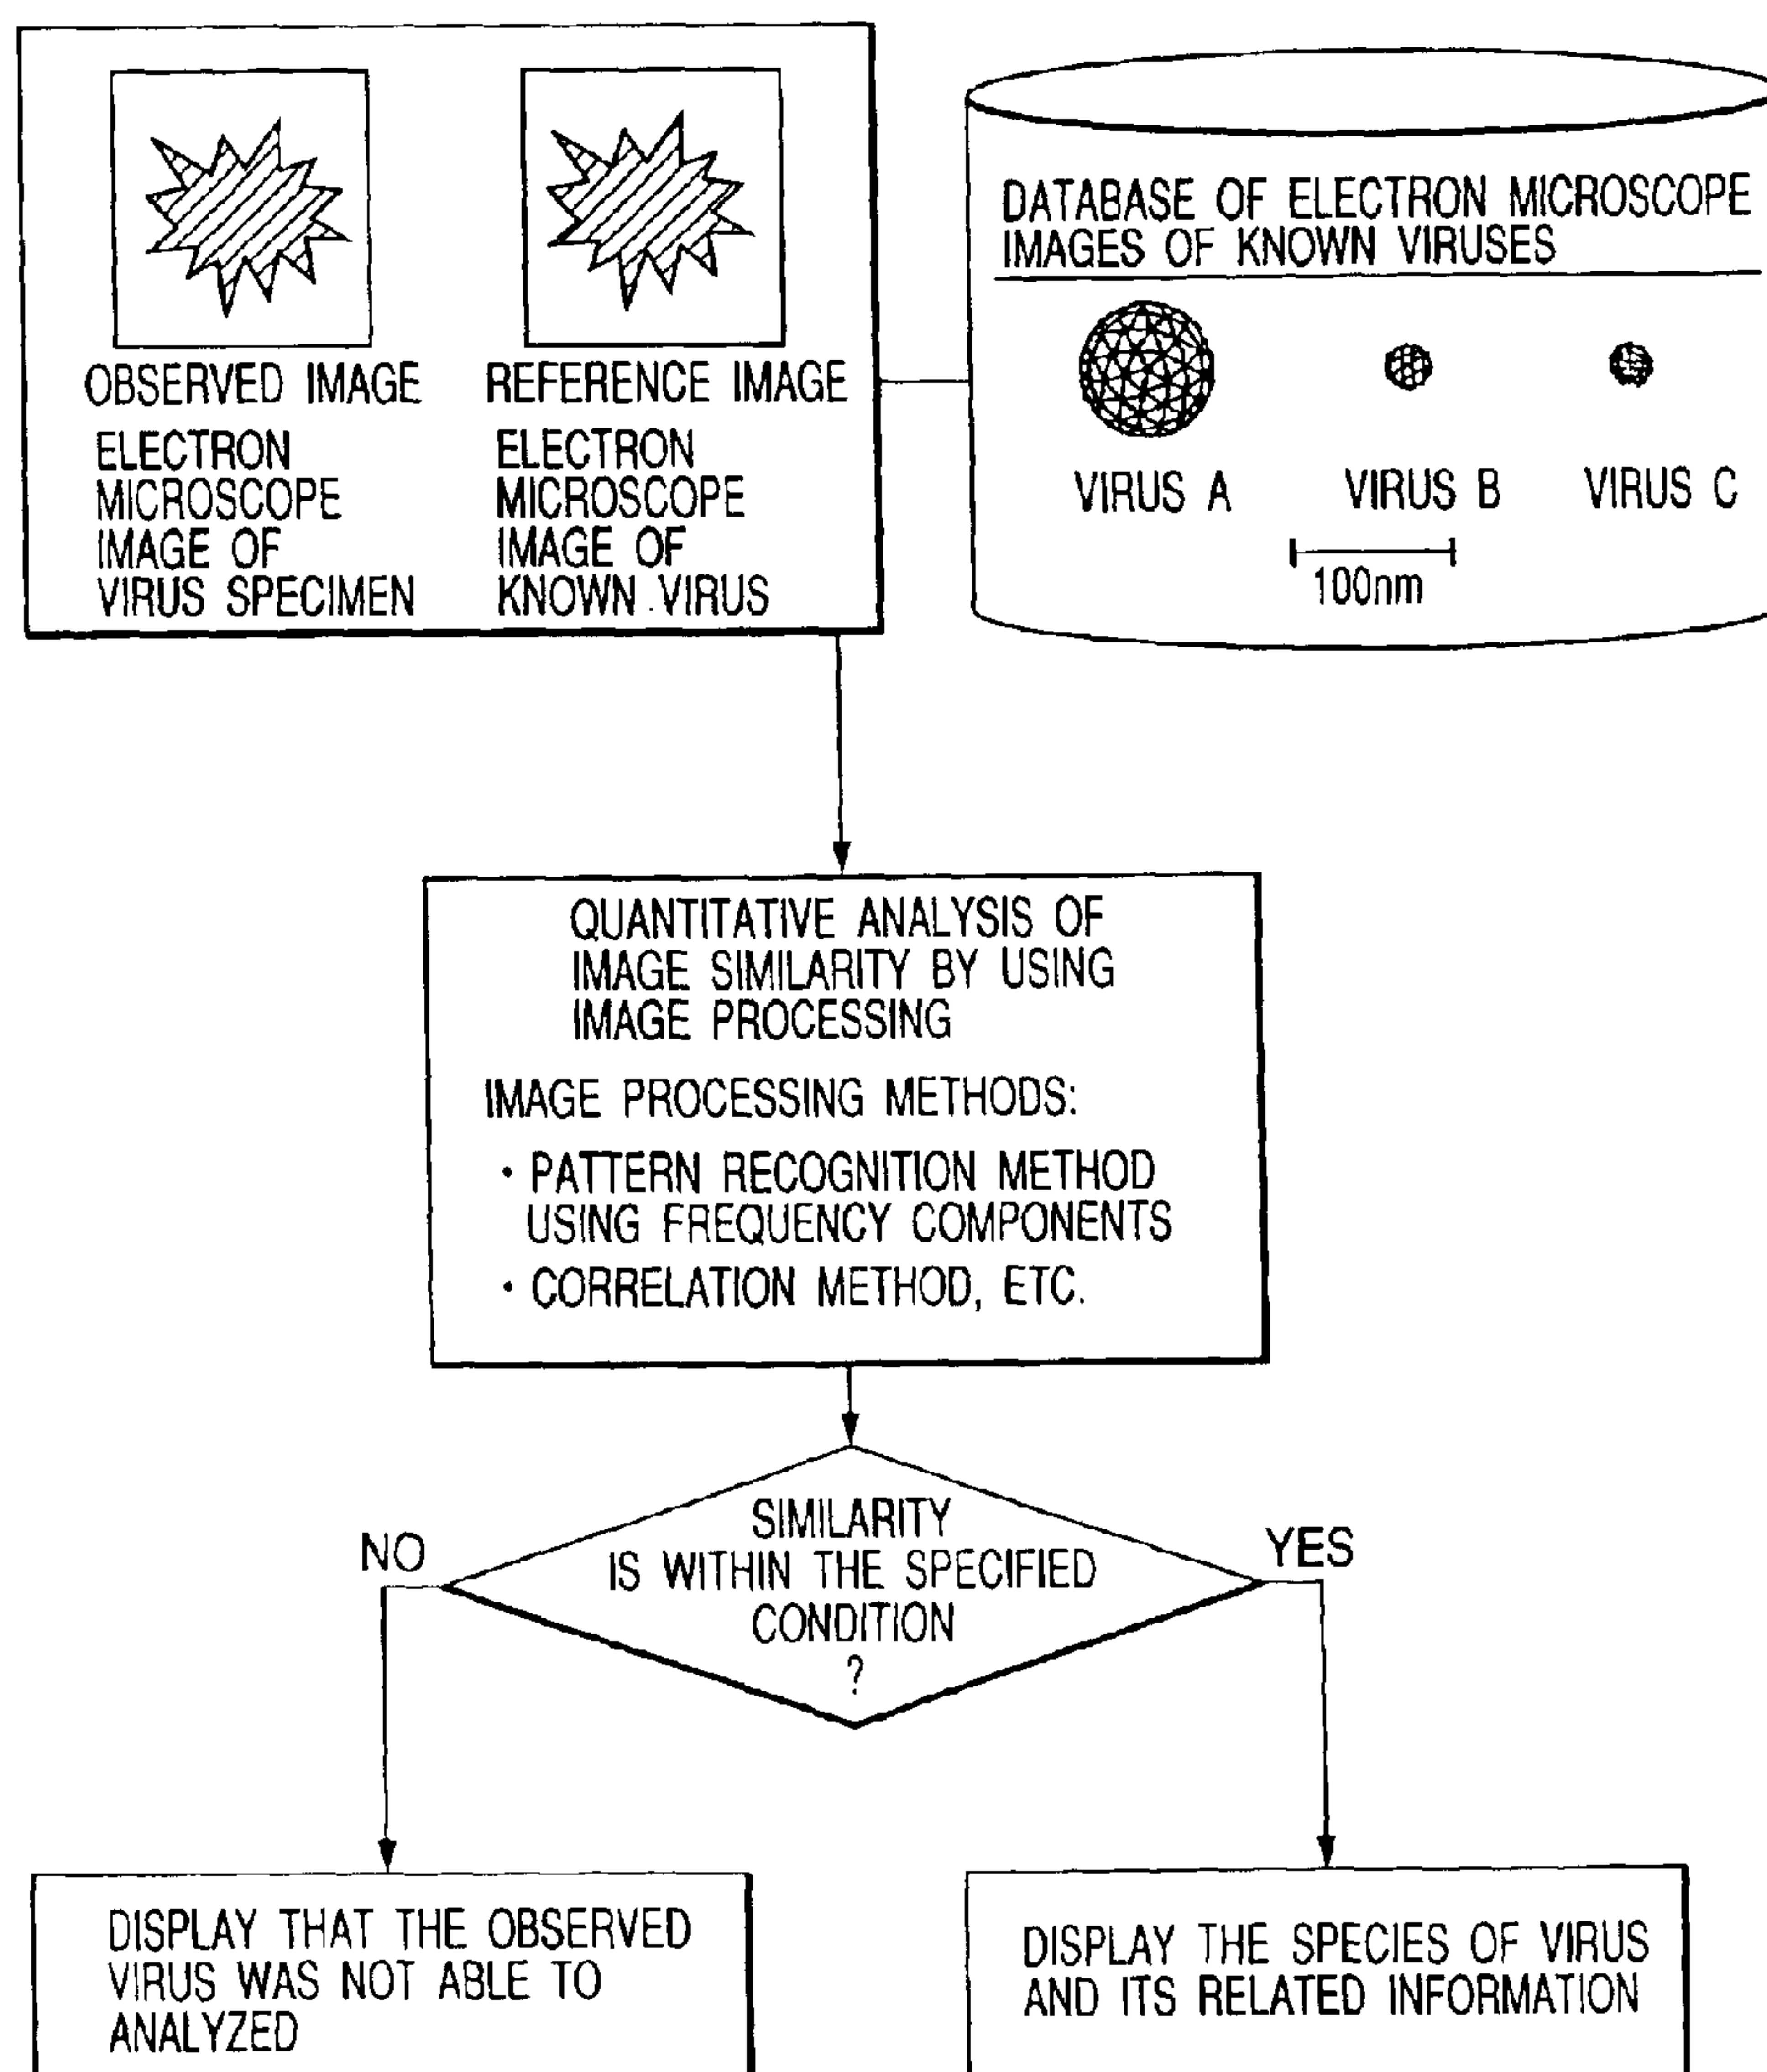 OBSERVED IMAGE
ELECTRON
MICROSCOPE
IMAGE OF
VIRUS SPECIMEN
REFERENCE IMAGE
ELECTRON
MICROSCOPE
IMAGE OF
KNOWN VIRUS
DATABASE OF ELECTRON MICROSCOPE
IMAGES OF KNOWN VIRUSES
VIRUS A
VIRUS B
VIRUS C
100nm
QUANTITATIVE ANALYSIS OF
IMAGE SIMILARITY BY USING
IMAGE PROCESSING
IMAGE PROCESSING METHODS:
• PATTERN RECOGNITION METHOD
USING FREQUENCY COMPONENTS
• CORRELATION METHOD, ETC.
SIMILARITY
IS WITHIN THE SPECIFIED
CONDITION
?
NO
YES
DISPLAY THAT THE OBSERVED
VIRUS WAS NOT ABLE TO
ANALYZED
DISPLAY THE SPECIES OF VIRUS
AND ITS RELATED INFORMATION